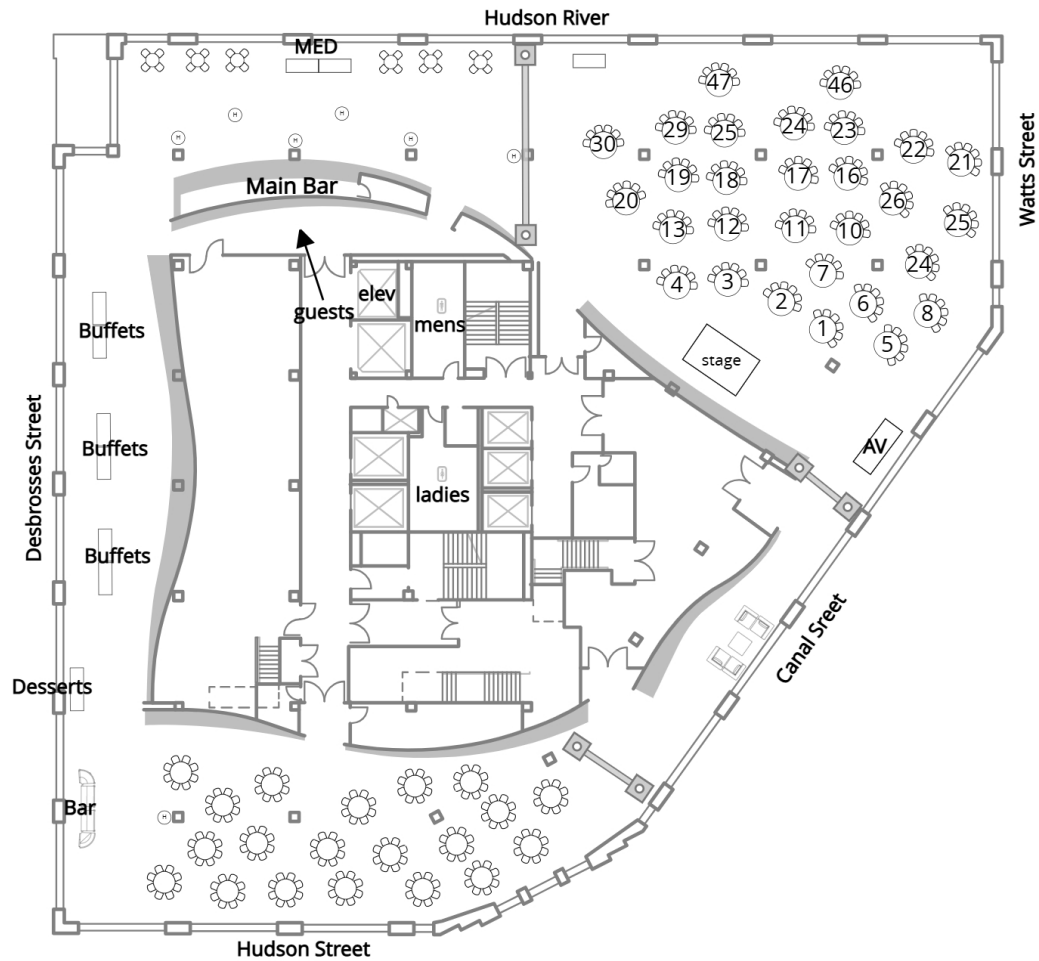 Hudson River
MED
47
46
24
23
29
25
30
22
21
Main Bar
19
18
17
16
20
26
25
13
12
11
10
Watts Street
24
7
4
3
2
6
8
1
5
elev
guests
mens
stage
Buffets
Buffets
Buffets
Desbrosses Street
AV
ladies
Canal Sreet
Desserts
Bar
Hudson Street
H
H
H
H
H
H
H